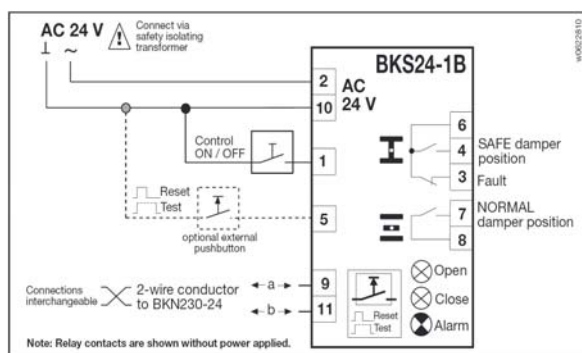 AC 24 V
Connect via
safety isolating
transformer
⊥ ~
w0622610
BKS24-1B
2
AC
24 V
10
6
4
SAFE damper
position
3
Fault
Control
ON / OFF
1
Reset
Test
5
optional external
pushbutton
7
NORMAL
damper position
8
Connections
interchangeable
2-wire conductor
to BKN230-24
a
9
b
11
Reset
Test
Open
Close
Alarm
Note: Relay contacts are shown without power applied.